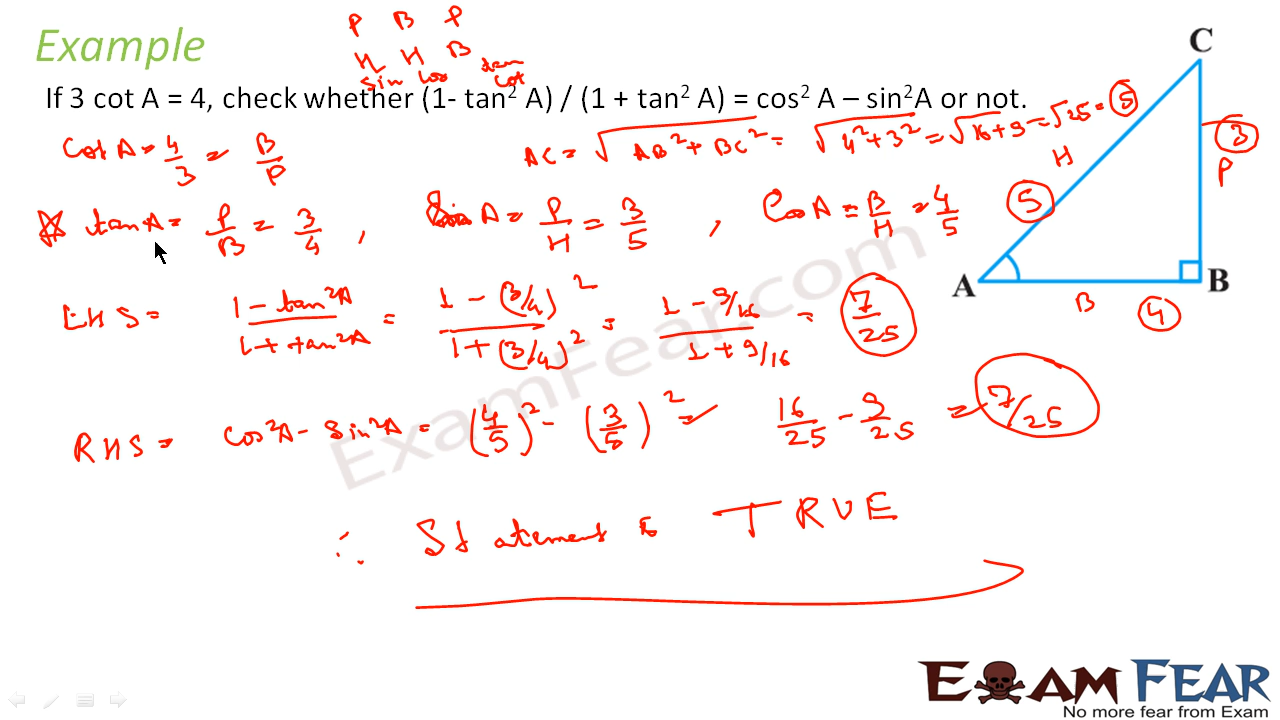 Example
P B P
H H B
sin cos tan
cot
If 3 cot A = 4, check whether (1- tan² A) / (1 + tan² A) = cos² A – sin²A or not.
cot A = 4/3 = B/P
AC = √(AB² + BC²) = √(4² + 3²) = √(16 + 9) = √25 = 5
tan A = P/B = 3/4 , Sin A = P/H = 3/5 , Cos A = B/H = 4/5
LHS = (1 - tan²A)/(1 + tan²A) = (1 - (3/4)²)/(1 + (3/4)²) = (1 - 9/16)/(1 + 9/16) = 7/25
RHS = cos²A - sin²A = (4/5)² - (3/5)² = 16/25 - 9/25 = 7/25
∴ Statement is TRUE
C
5
3
H
P
A
B
B
4
ExamFear.com
EXAM FEAR
No more fear from Exam